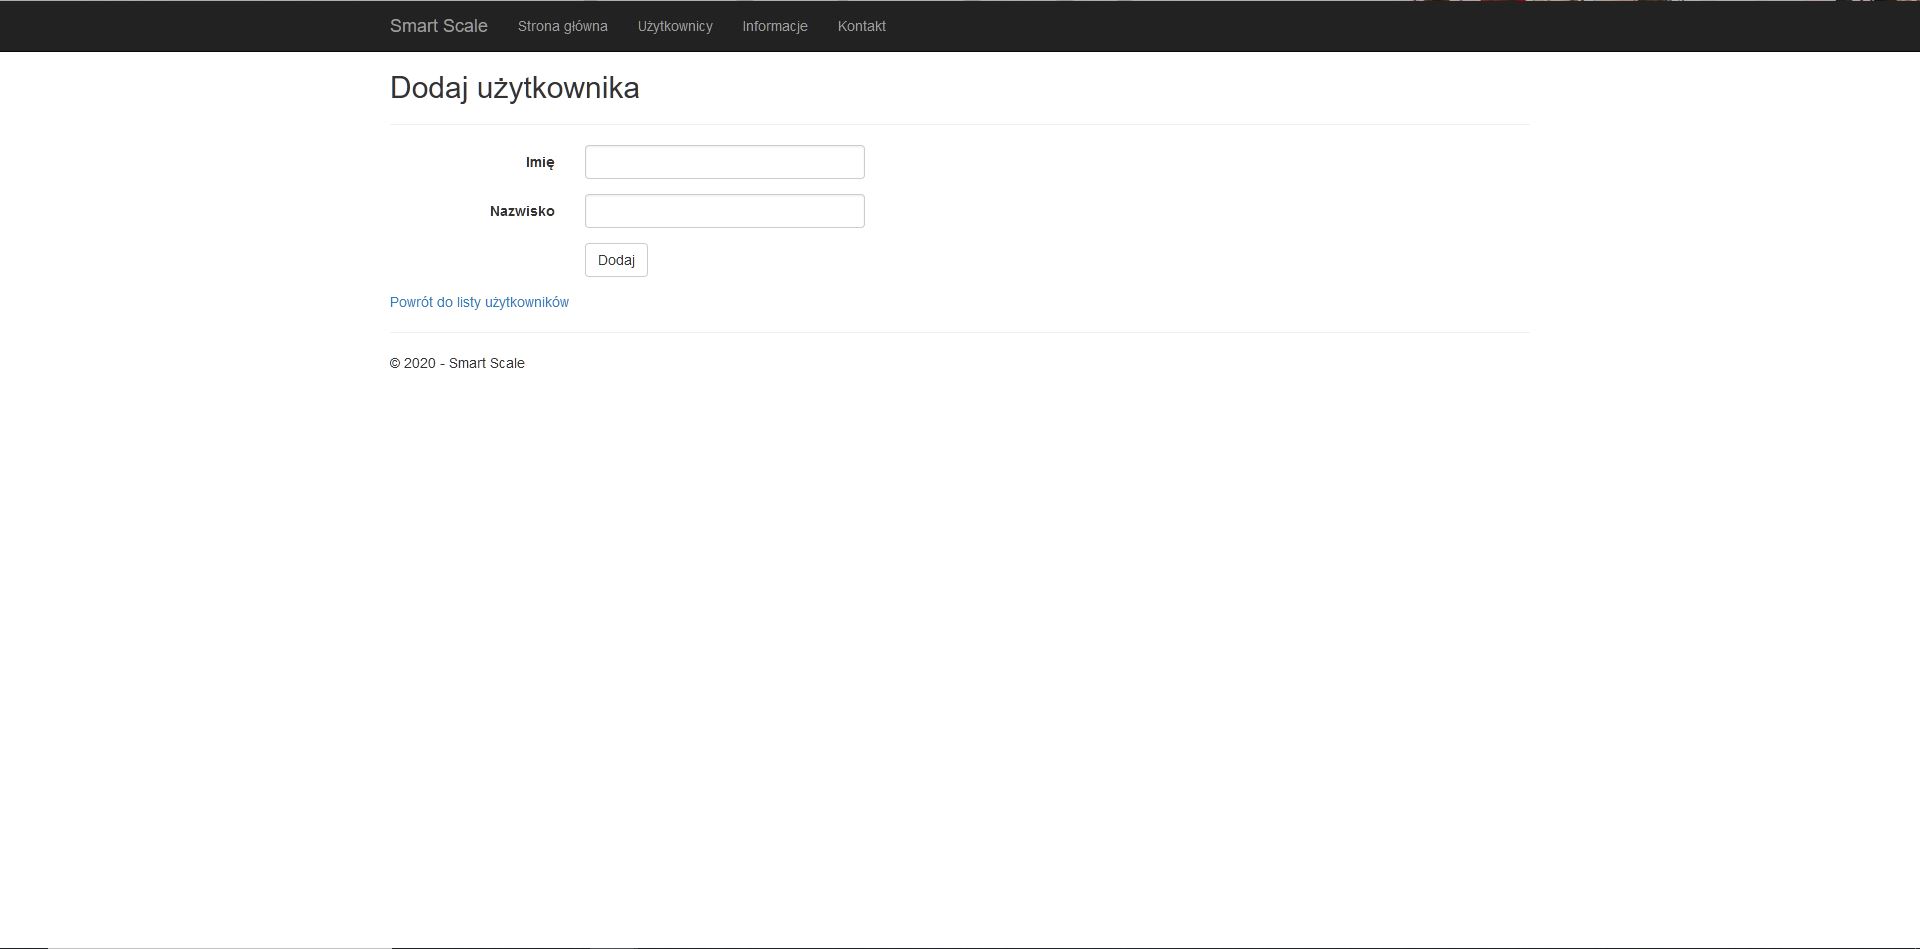 Smart Scale Strona główna Użytkownicy Informacje Kontakt
Dodaj użytkownika
Imię
Nazwisko
Dodaj
Powrót do listy użytkowników
© 2020 - Smart Scale